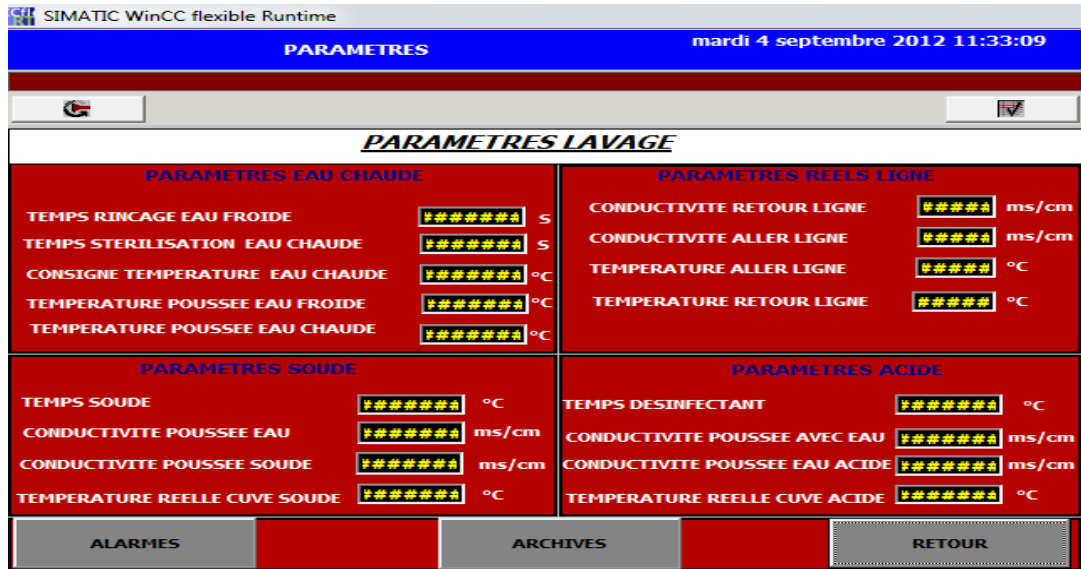 SIMATIC WinCC flexible Runtime
PARAMETRES
mardi 4 septembre 2012 11:33:09
PARAMETRES LAVAGE
PARAMETRES EAU CHAUDE
TEMPS RINCAGE EAU FROIDE ####### S
TEMPS STERILISATION EAU CHAUDE ####### S
CONSIGNE TEMPERATURE EAU CHAUDE ####### °C
TEMPERATURE POUSSEE EAU FROIDE ####### °C
TEMPERATURE POUSSEE EAU CHAUDE ####### °C
PARAMETRES REELS LIGNE
CONDUCTIVITE RETOUR LIGNE ##### ms/cm
CONDUCTIVITE ALLER LIGNE ##### ms/cm
TEMPERATURE ALLER LIGNE ##### °C
TEMPERATURE RETOUR LIGNE ##### °C
PARAMETRES SOUDE
TEMPS SOUDE ####### °C
CONDUCTIVITE POUSSEE EAU ####### ms/cm
CONDUCTIVITE POUSSEE SOUDE ####### ms/cm
TEMPERATURE REELLE CUVE SOUDE ####### °C
PARAMETRES ACIDE
TEMPS DESINFECTANT ####### °C
CONDUCTIVITE POUSSEE AVEC EAU ####### ms/cm
CONDUCTIVITE POUSSEE EAU ACIDE ####### ms/cm
TEMPERATURE REELLE CUVE ACIDE ####### °C
ALARMES
ARCHIVES
RETOUR